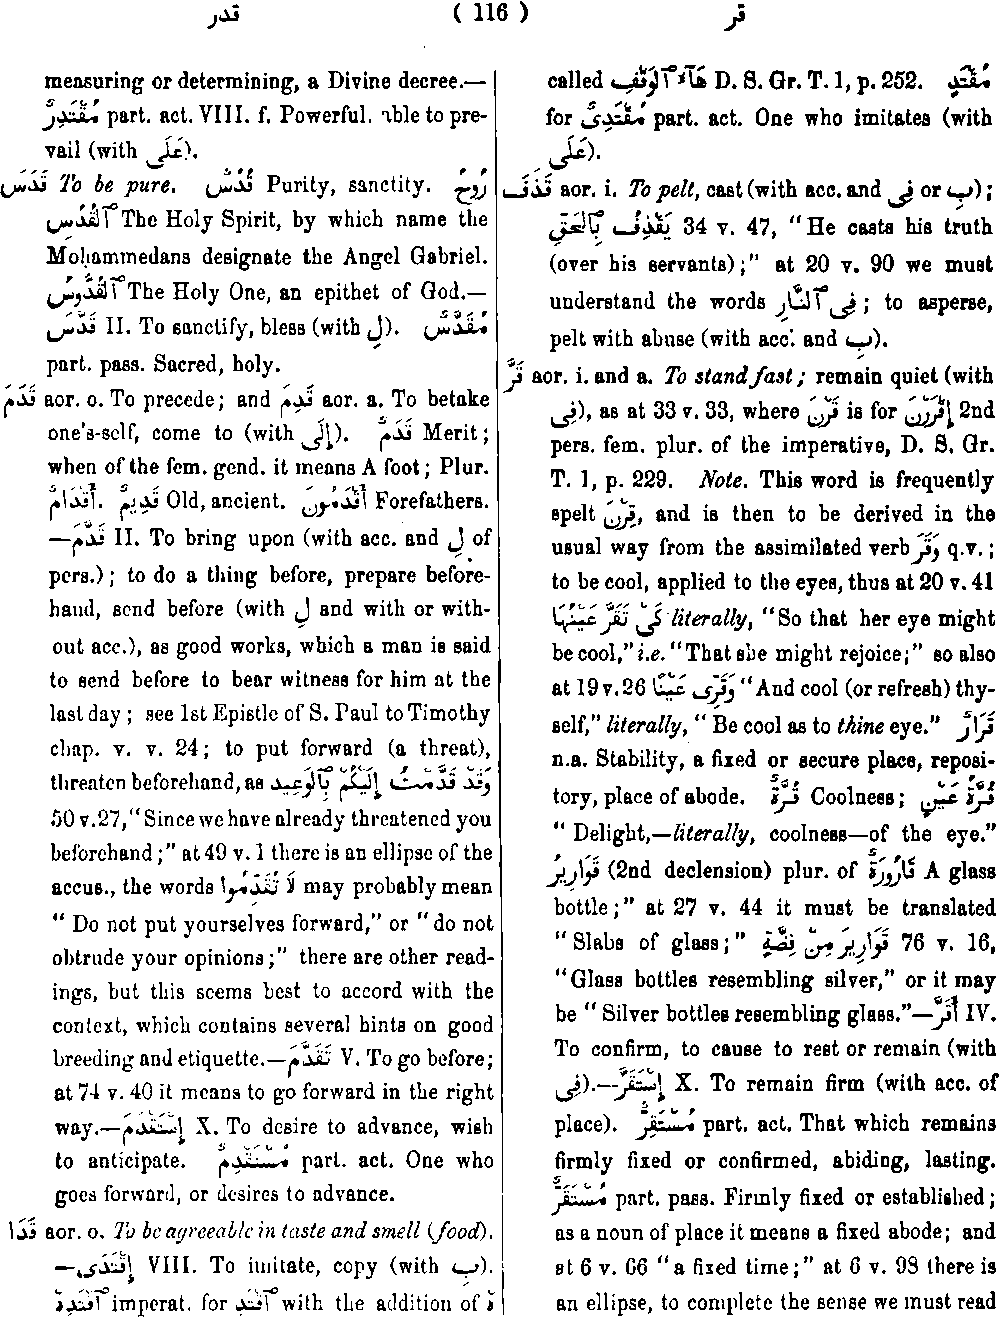 قدر
( 116 )
قر
measuring or determining, a Divine decree.—
مُقْتَدِرٌ part. act. VIII. f. Powerful, able to pre-
vail (with عَلَى).
قَدَسَ To be pure. قُدُسٌ Purity, sanctity. رُوحُ
ٱلْقُدُسِ The Holy Spirit, by which name the
Mohammedans designate the Angel Gabriel.
ٱلْقُدُّوسُ The Holy One, an epithet of God.—
قَدَّسَ II. To sanctify, bless (with لِ). مُقَدَّسٌ
part. pass. Sacred, holy.
قَدَمَ aor. o. To precede; and قَدِمَ aor. a. To betake
one's-self, come to (with إِلَى). قَدَمٌ Merit;
when of the fem. gend. it means A foot; Plur.
أَقْدَامٌ. قَدِيمٌ Old, ancient. أَقْدَمُونَ Forefathers.
—قَدَّمَ II. To bring upon (with acc. and لِ of
pers.); to do a thing before, prepare before-
hand, send before (with لِ and with or with-
out acc.), as good works, which a man is said
to send before to bear witness for him at the
last day; see 1st Epistle of S. Paul to Timothy
chap. v. v. 24; to put forward (a threat),
threaten beforehand, as وَقَدْ قَدَّمْتُ إِلَيْكُمْ بِٱلْوَعِيدِ
50 v. 27, "Since we have already threatened you
beforehand;" at 49 v. 1 there is an ellipse of the
accus., the words لَا تُقَدِّمُوا may probably mean
"Do not put yourselves forward," or "do not
obtrude your opinions;" there are other read-
ings, but this seems best to accord with the
context, which contains several hints on good
breeding and etiquette.—تَقَدَّمَ V. To go before;
at 74 v. 40 it means to go forward in the right
way.—إِسْتَقْدَمَ X. To desire to advance, wish
to anticipate. مُسْتَقْدِمٌ part. act. One who
goes forward, or desires to advance.
قَدَا aor. o. To be agreeable in taste and smell (food).
—إِقْتَدَى VIII. To imitate, copy (with بِ).
ٱقْتَدِهْ imperat. for ٱقْتَدِ with the addition of هْ
called هَآءُ ٱلْوَقْفِ D. S. Gr. T. 1, p. 252. مُقْتَدٍ
for مُقْتَدِىٌ part. act. One who imitates (with
عَلَى).
قَذَفَ aor. i. To pelt, cast (with acc. and فِى or بِ);
يَقْذِفُ بِٱلْحَقِّ 34 v. 47, "He casts his truth
(over his servants);" at 20 v. 90 we must
understand the words فِى ٱلنَّارِ; to asperse,
pelt with abuse (with acc. and بِ).
قَرَّ aor. i. and a. To stand fast; remain quiet (with
فِى), as at 33 v. 33, where قَرْنَ is for إِقْرَرْنَ 2nd
pers. fem. plur. of the imperative, D. S. Gr.
T. 1, p. 229. Note. This word is frequently
spelt قِرْنَ, and is then to be derived in the
usual way from the assimilated verb وَقَرَ q.v.;
to be cool, applied to the eyes, thus at 20 v. 41
كَىْ تَقَرَّ عَيْنُهَا literally, "So that her eye might
be cool," i.e. "That she might rejoice;" so also
at 19 v. 26 وَقَرِّى عَيْنًا "And cool (or refresh) thy-
self," literally, "Be cool as to thine eye." قَرَارٌ
n.a. Stability, a fixed or secure place, reposi-
tory, place of abode. قُرَّةٌ Coolness; قُرَّةُ عَيْنٍ
"Delight,—literally, coolness—of the eye."
قَوَارِيرُ (2nd declension) plur. of قَارُورَةٌ A glass
bottle;" at 27 v. 44 it must be translated
"Slabs of glass;" قَوَارِيرَ مِنْ فِضَّةٍ 76 v. 16,
"Glass bottles resembling silver," or it may
be "Silver bottles resembling glass."—أَقَرَّ IV.
To confirm, to cause to rest or remain (with
فِى).—إِسْتَقَرَّ X. To remain firm (with acc. of
place). مُسْتَقِرٌّ part. act. That which remains
firmly fixed or confirmed, abiding, lasting.
مُسْتَقَرٌّ part. pass. Firmly fixed or established;
as a noun of place it means a fixed abode; and
at 6 v. 66 "a fixed time;" at 6 v. 98 there is
an ellipse, to complete the sense we must read